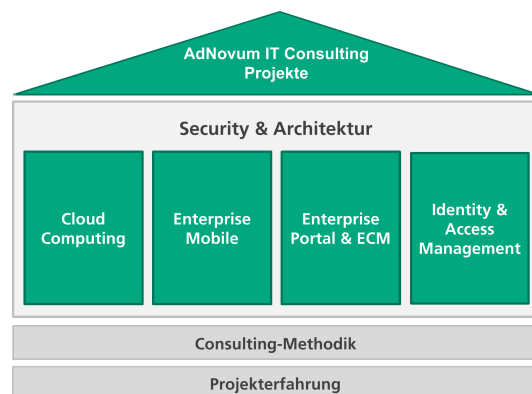 AdNovum IT Consulting
Projekte
Security & Architektur
Cloud
Computing
Enterprise
Mobile
Enterprise
Portal & ECM
Identity &
Access
Management
Consulting-Methodik
Projekterfahrung